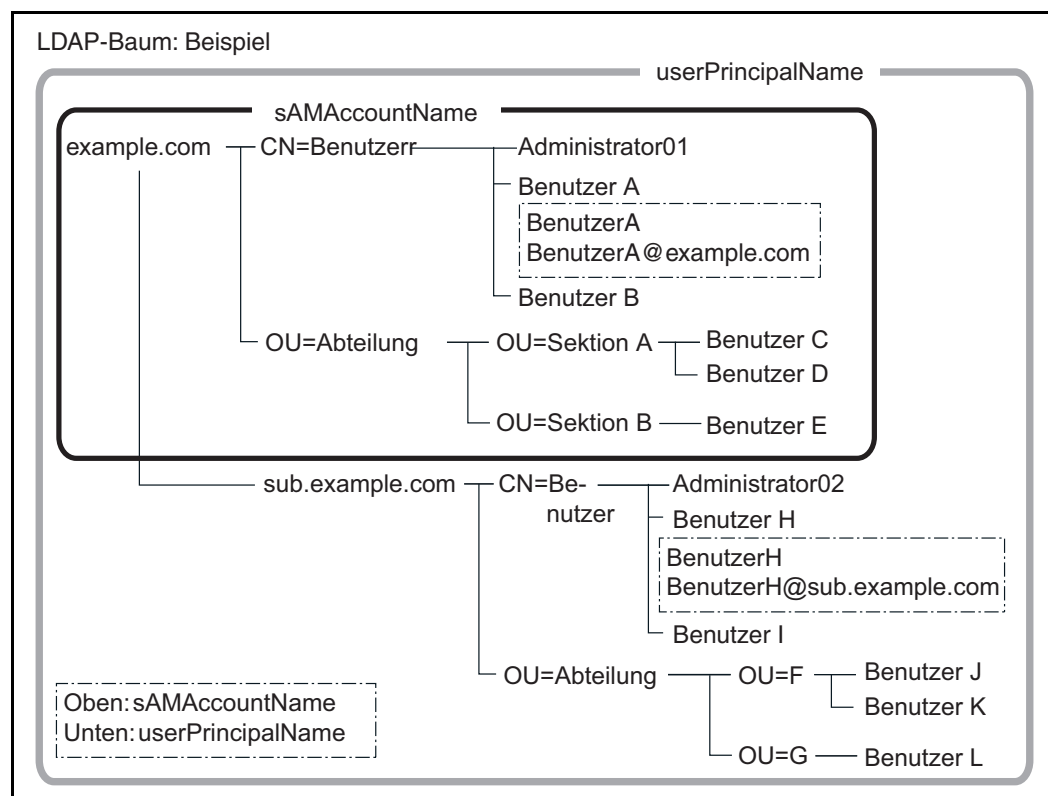 LDAP-Baum: Beispiel
userPrincipalName
sAMAccountName
example.com CN=Benutzerr Administrator01
Benutzer A
BenutzerA
BenutzerA@example.com
Benutzer B
OU=Abteilung OU=Sektion A Benutzer C
Benutzer D
OU=Sektion B Benutzer E
sub.example.com CN=Be-
nutzer
Administrator02
Benutzer H
BenutzerH
BenutzerH@sub.example.com
Benutzer I
OU=Abteilung OU=F Benutzer J
Benutzer K
OU=G Benutzer L
Oben: sAMAccountName
Unten: userPrincipalName